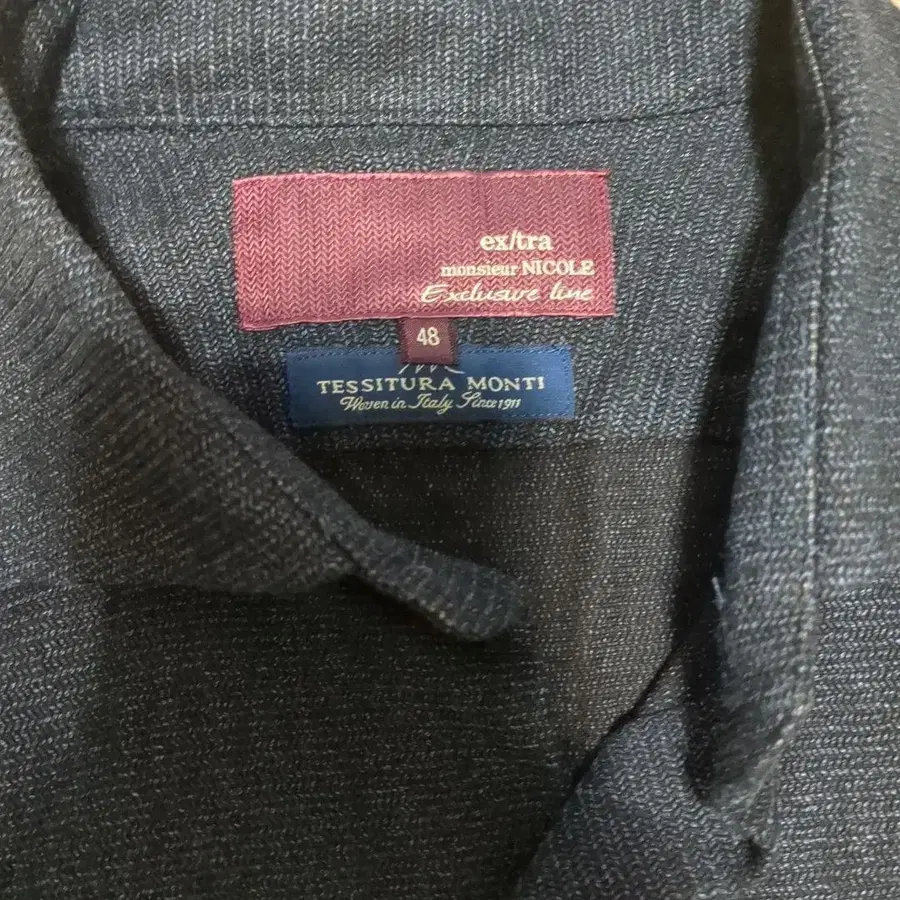 ex/tra
monsieur NICOLE
Exclusive line
48
TESSITURA MONTI
Woven in Italy Since 1911